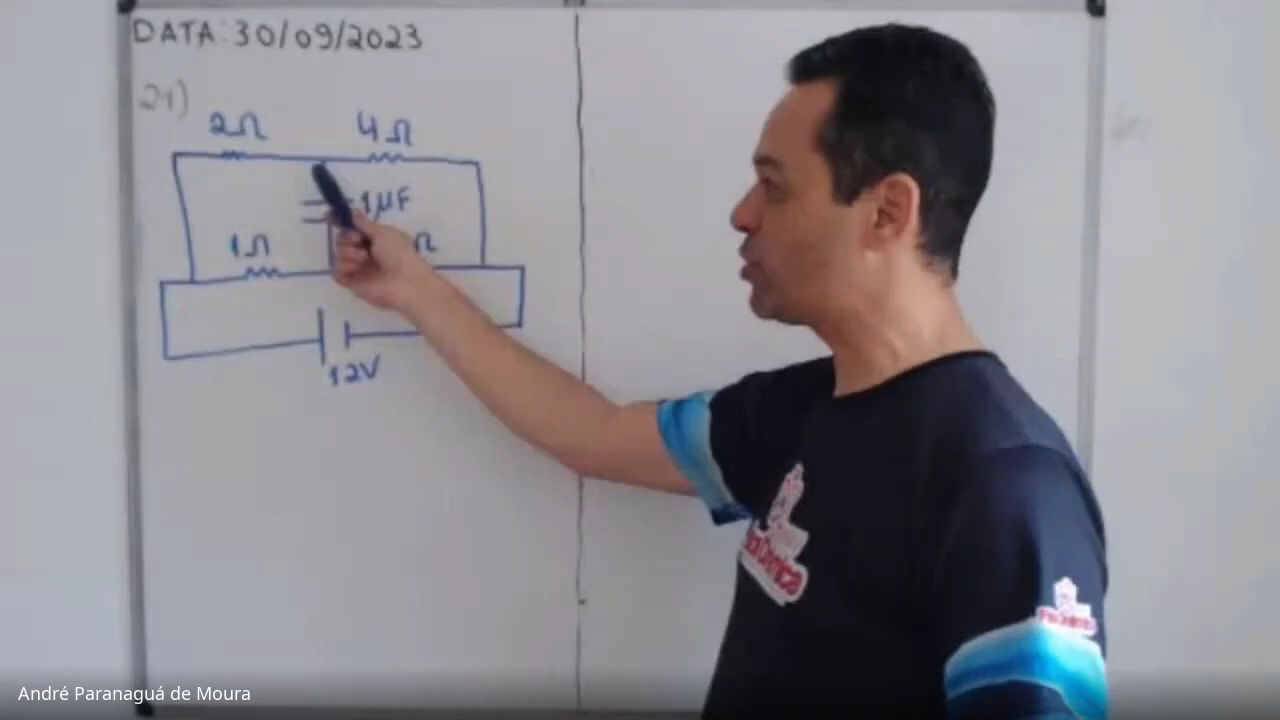 DATA: 30/09/2023
21)
2Ω 4Ω
1μF
1Ω Ω
12V
André Paranaguá de Moura